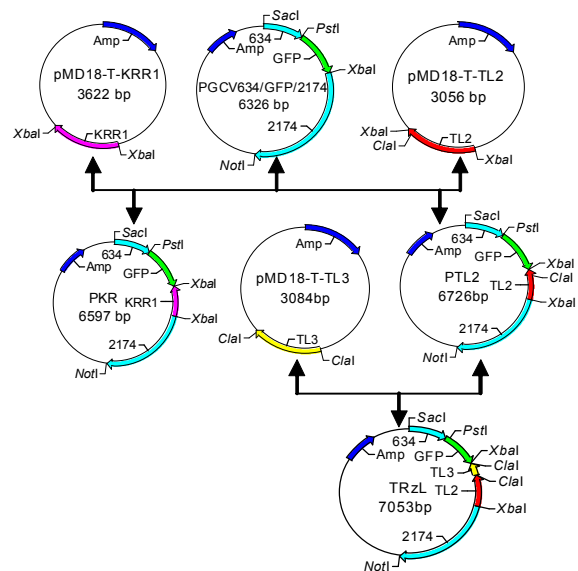 Amp
pMD18-T-KRR1
3622 bp
XbaI
KRR1
XbaI
SacI
634
PstI
Amp
GFP
XbaI
PGCV634/GFP/2174
6326 bp
2174
NotI
Amp
pMD18-T-TL2
3056 bp
XbaI
ClaI
TL2
XbaI
SacI
634
PstI
Amp
GFP
XbaI
PKR
KRR1
6597 bp
XbaI
2174
NotI
Amp
pMD18-T-TL3
3084bp
ClaI
TL3
ClaI
SacI
634
PstI
Amp
GFP
XbaI
PTL2
TL2
ClaI
6726bp
XbaI
2174
NotI
SacI
634
PstI
Amp
GFP
XbaI
TL3
ClaI
ClaI
TRzL
TL2
7053bp
XbaI
2174
NotI